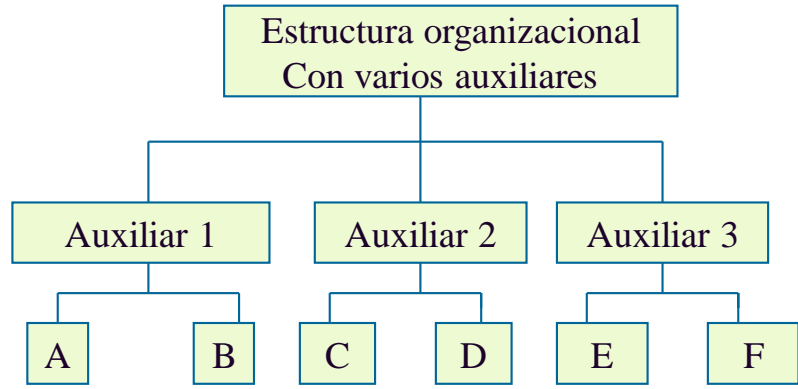 Estructura organizacional
Con varios auxiliares
Auxiliar 1
Auxiliar 2
Auxiliar 3
A
B
C
D
E
F